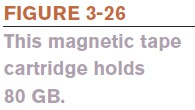 FIGURE 3-26
This magnetic tape
cartridge holds
80 GB.